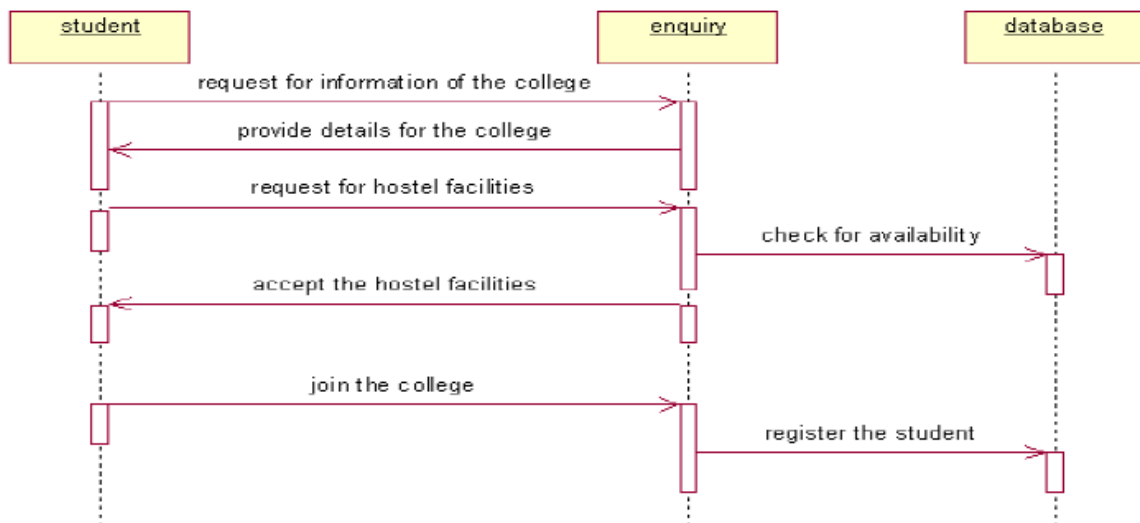 student
enquiry
database
request for information of the college
provide details for the college
request for hostel facilities
check for availability
accept the hostel facilities
join the college
register the student